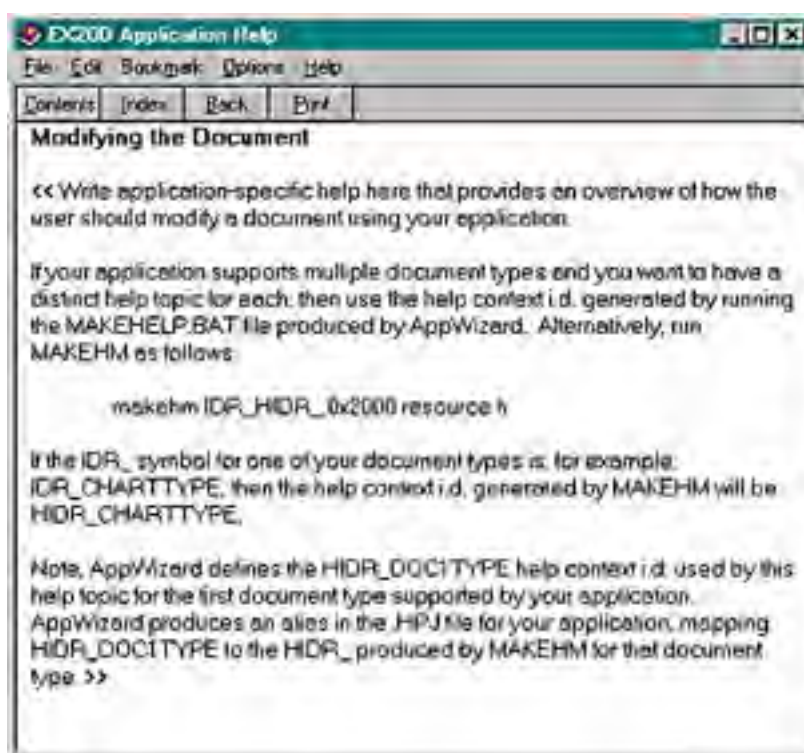 EX20D Application Help
File Edit Bookmark Options Help
Contents Index Back Print
Modifying the Document
<< Write application-specific help here that provides an overview of how the
user should modify a document using your application.
If your application supports multiple document types and you want to have a
distinct help topic for each, then use the help context i.d. generated by running
the MAKEHELP.BAT file produced by AppWizard. Alternatively, run
MAKEHM as follows:
makehm IDR_HIDR_ 0x2000 resource.h
If the IDR_ symbol for one of your document types is, for example,
IDR_CHARTTYPE, then the help context i.d. generated by MAKEHM will be
HIDR_CHARTTYPE.
Note, AppWizard defines the HIDR_DOC1TYPE help context i.d. used by this
help topic for the first document type supported by your application.
AppWizard produces an alias in the .HPJ file for your application, mapping
HIDR_DOC1TYPE to the HIDR_ produced by MAKEHM for that document
type. >>